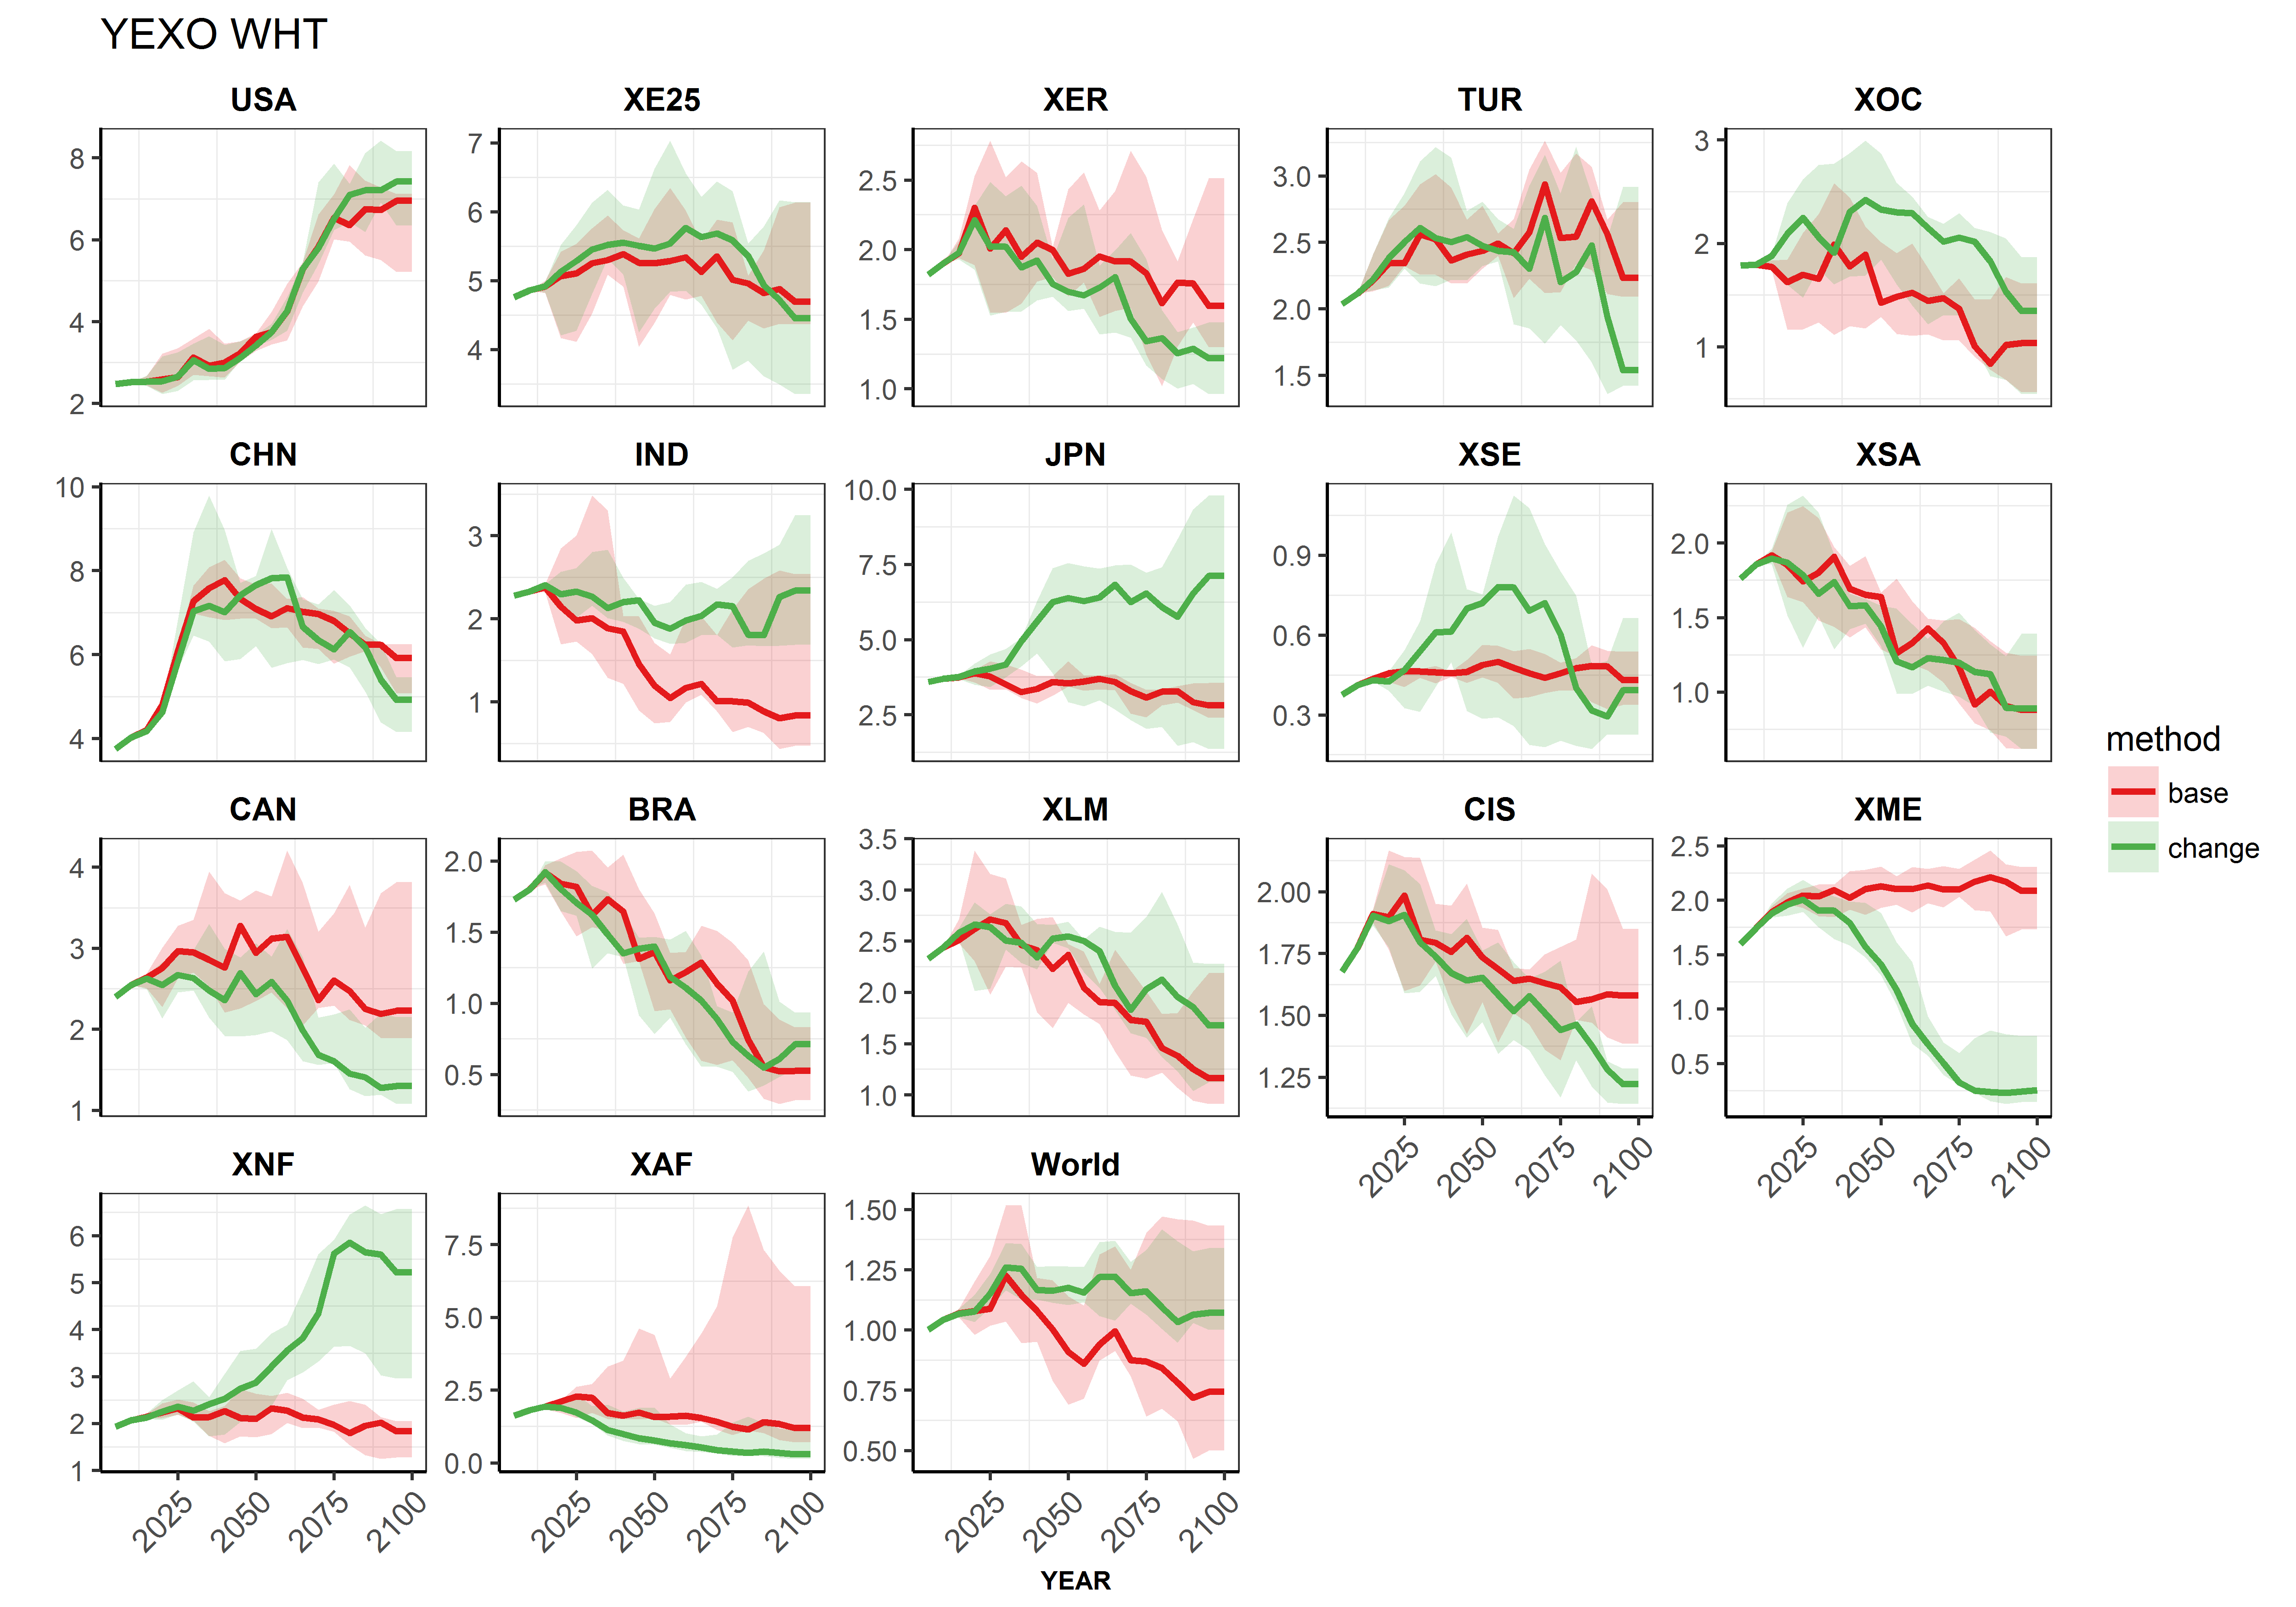 YEXO WHT
USA XE25 XER TUR XOC
8 6 4 2
7 6 5 4
2.5 2.0 1.5 1.0
3.0 2.5 2.0 1.5
3 2 1
CHN IND JPN XSE XSA
10 8 6 4
3 2 1
10.0 7.5 5.0 2.5
0.9 0.6 0.3
2.0 1.5 1.0
method
base
change
CAN BRA XLM CIS XME
4 3 2 1
2.0 1.5 1.0 0.5
3.5 3.0 2.5 2.0 1.5 1.0
2.00 1.75 1.50 1.25
2.5 2.0 1.5 1.0 0.5
2025 2050 2075 2100
2025 2050 2075 2100
XNF XAF World
6 5 4 3 2 1
7.5 5.0 2.5 0.0
1.50 1.25 1.00 0.75 0.50
2025 2050 2075 2100
2025 2050 2075 2100
2025 2050 2075 2100
YEAR